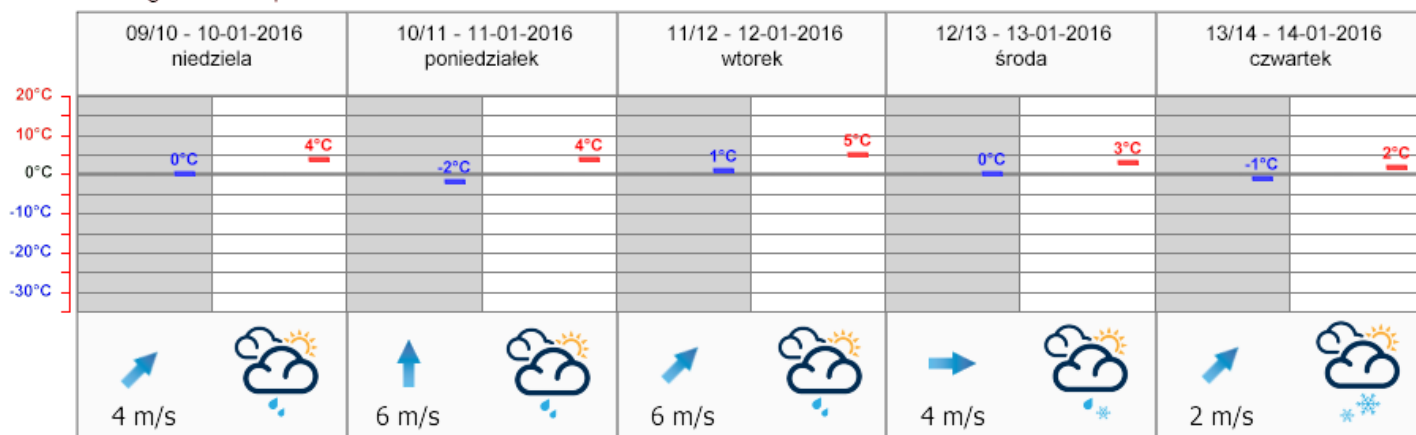 09/10 - 10-01-2016
niedziela
10/11 - 11-01-2016
poniedziałek
11/12 - 12-01-2016
wtorek
12/13 - 13-01-2016
środa
13/14 - 14-01-2016
czwartek
20°C
10°C
0°C
-10°C
-20°C
-30°C
0°C
4°C
-2°C
4°C
1°C
5°C
0°C
3°C
-1°C
2°C
4 m/s
6 m/s
6 m/s
4 m/s
2 m/s